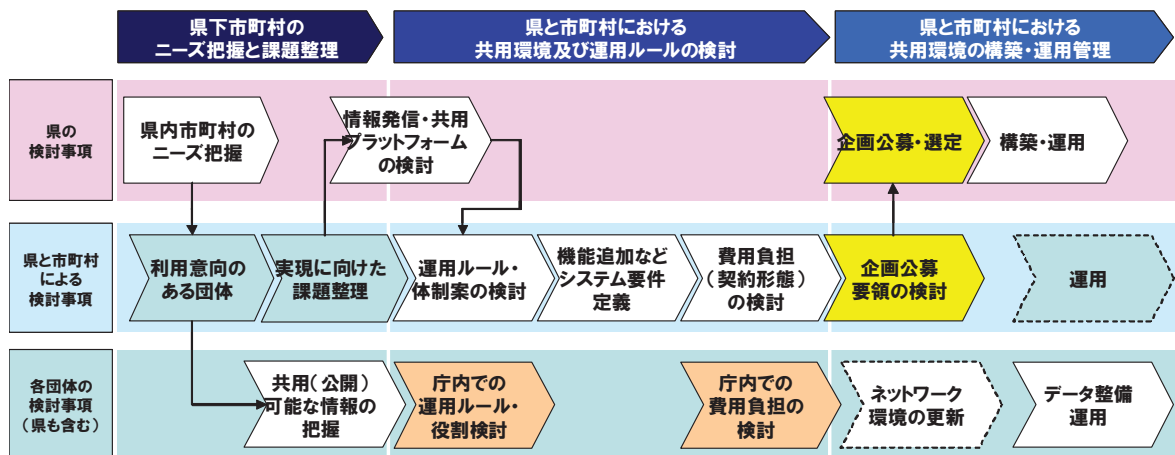 県下市町村の
ニーズ把握と課題整理
県と市町村における
共用環境及び運用ルールの検討
県と市町村における
共用環境の構築・運用管理
県の
検討事項
県内市町村の
ニーズ把握
情報発信・共用
プラットフォーム
の検討
企画公募・選定
構築・運用
県と市町村
による
検討事項
利用意向の
ある団体
実現に向けた
課題整理
運用ルール・
体制案の検討
機能追加など
システム要件
定義
費用負担
（契約形態）
の検討
企画公募
要領の検討
運用
各団体の
検討事項
（県も含む）
共用（公開）
可能な情報の
把握
庁内での
運用ルール・
役割検討
庁内での
費用負担の
検討
ネットワーク
環境の更新
データ整備
運用